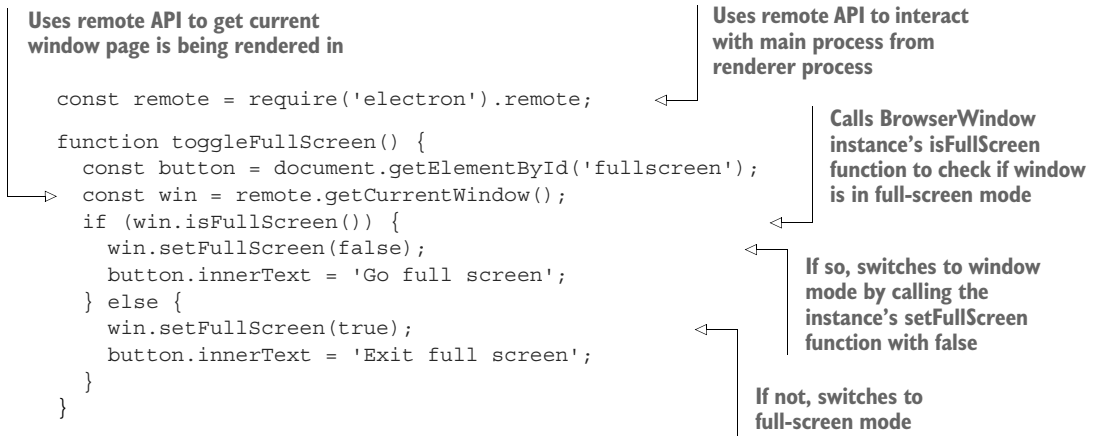 Uses remote API to get current
window page is being rendered in
Uses remote API to interact
with main process from
renderer process
const remote = require('electron').remote;
function toggleFullScreen() {
const button = document.getElementById('fullscreen');
const win = remote.getCurrentWindow();
if (win.isFullScreen()) {
win.setFullScreen(false);
button.innerText = 'Go full screen';
} else {
win.setFullScreen(true);
button.innerText = 'Exit full screen';
}
}
Calls BrowserWindow
instance's isFullScreen
function to check if window
is in full-screen mode
If so, switches to window
mode by calling the
instance's setFullScreen
function with false
If not, switches to
full-screen mode